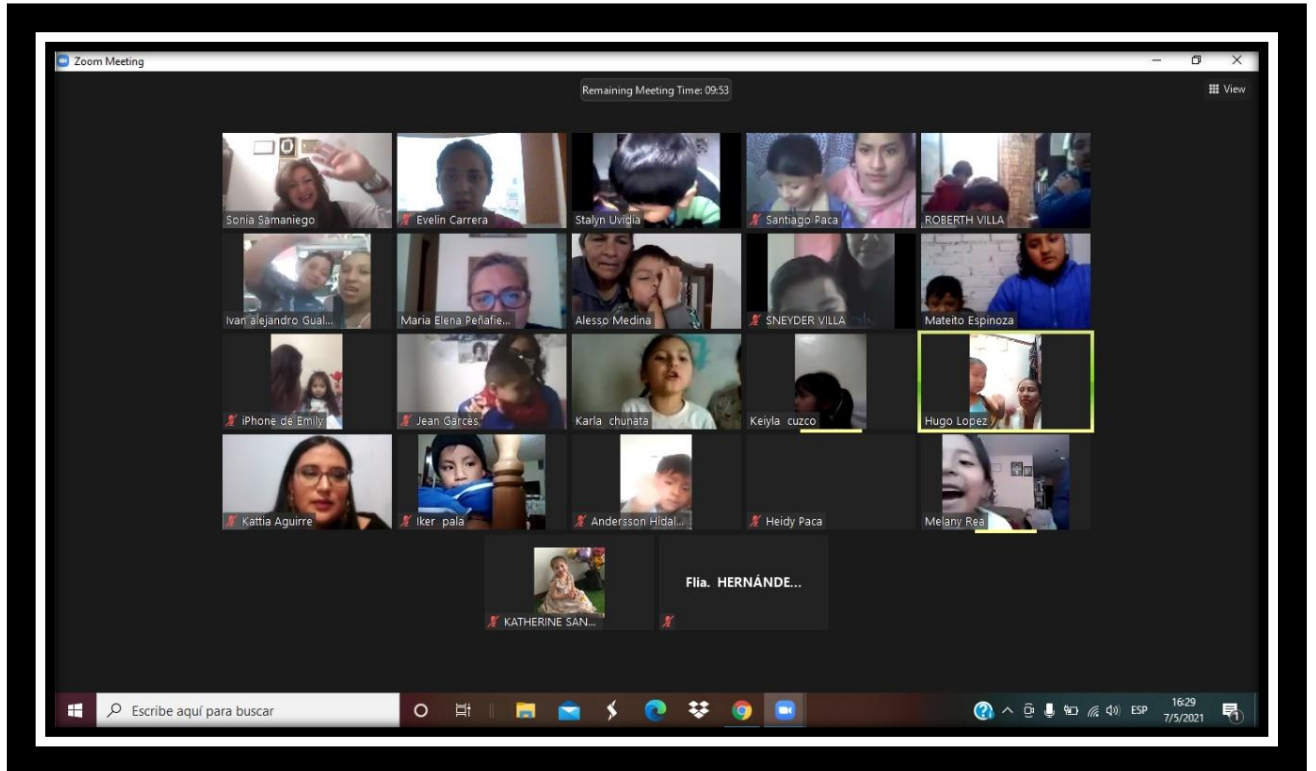 Zoom Meeting
Remaining Meeting Time: 09:53
View
Sonia Samaniego
Evelin Carrera
Stalyn Uvidia
Santiago Paca
ROBERTH VILLA
Ivan alejandro Gual...
Maria Elena Peñafie...
Alesso Medina
SNEYDER VILLA
Mateito Espinoza
iPhone de Emily
Jean Garcès
Karla chunata
Keiyla cuzco
Hugo Lopez
Kattia Aguirre
Iker pala
Andersson Hidal...
Heidy Paca
Melany Rea
KATHERINE SAN...
Flia. HERNÁNDE...
Escribe aquí para buscar
ESP
16:29
7/5/2021
1